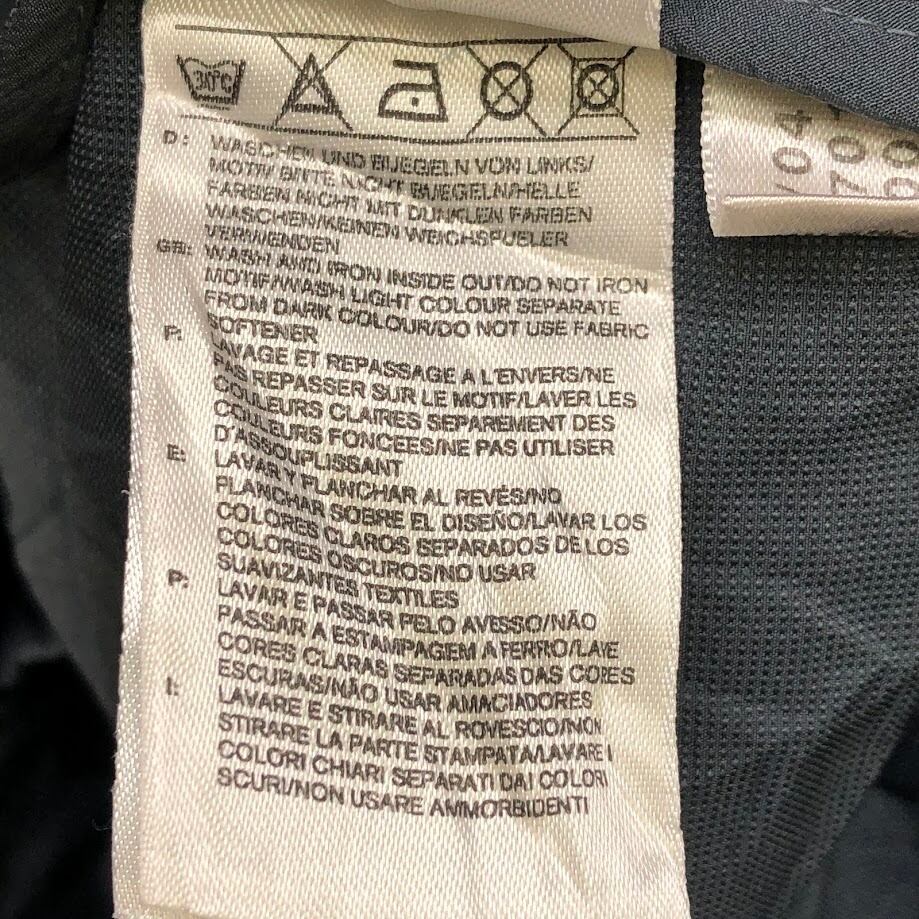 30°C
D: WASCHEN UND BUEGELN VON LINKS/
MOTIV BITTE NICHT BUEGELN/HELLE
FARBEN NICHT MIT DUNKLEN FARBEN
WASCHEN/KEINEN WEICHSPUELER
VERWENDEN
GB: WASH AND IRON INSIDE OUT/DO NOT IRON
MOTIF/WASH LIGHT COLOUR SEPARATE
FROM DARK COLOUR/DO NOT USE FABRIC
SOFTENER
F: LAVAGE ET REPASSAGE A L'ENVERS/NE
PAS REPASSER SUR LE MOTIF/LAVER LES
COULEURS CLAIRES SEPAREMENT DES
COULEURS FONCEES/NE PAS UTILISER
D'ASSOUPLISSANT
E: LAVAR Y PLANCHAR AL REVÉS/NO
PLANCHAR SOBRE EL DISEÑO/LAVAR LOS
COLORES CLAROS SEPARADOS DE LOS
COLORES OSCUROS/NO USAR
SUAVIZANTES TEXTILES
P: LAVAR E PASSAR PELO AVESSO/NÃO
PASSAR A ESTAMPAGEM A FERRO/LAVE
CORES CLARAS SEPARADAS DAS CORES
ESCURAS/NÃO USAR AMACIADORES
I: LAVARE E STIRARE AL ROVESCIO/NON
STIRARE LA PARTE STAMPATA/LAVARE I
COLORI CHIARI SEPARATI DAI COLORI
SCURI/NON USARE AMMORBIDENTI
/04